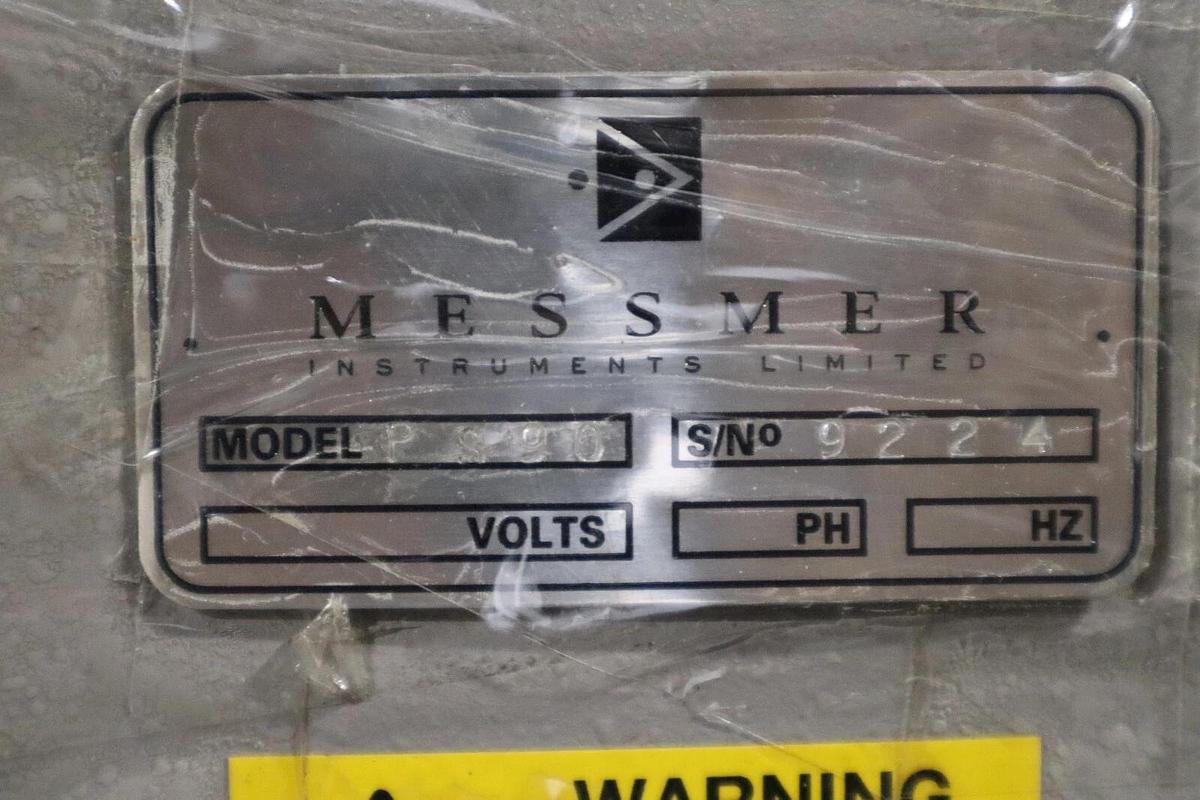 MESSMER
INSTRUMENTS LIMITED
MODEL PS90 S/Nº 9224
VOLTS PH HZ
WARNING